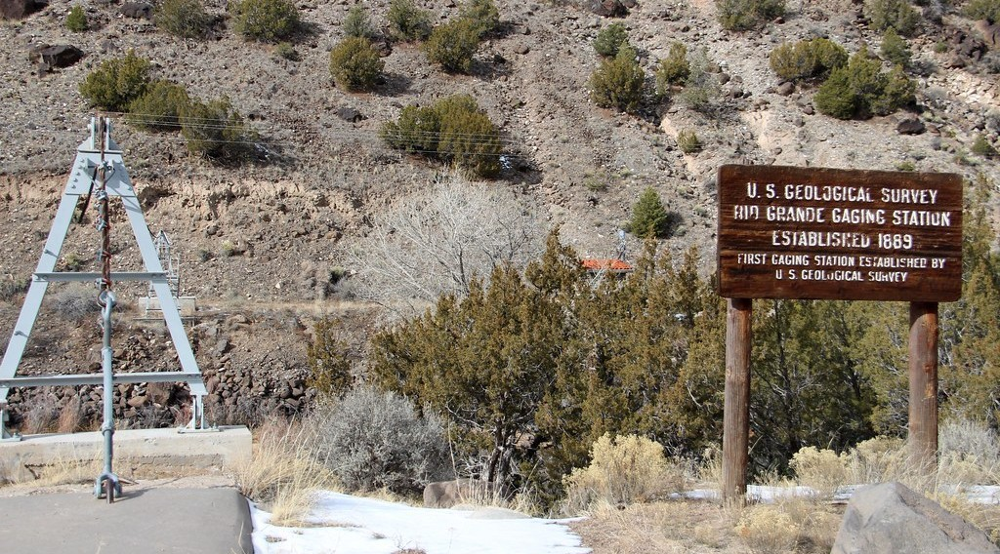 U. S. GEOLOGICAL SURVEY
RIO GRANDE GAGING STATION
ESTABLISHED 1889
FIRST GAGING STATION ESTABLISHED BY
U. S. GEOLOGICAL SURVEY